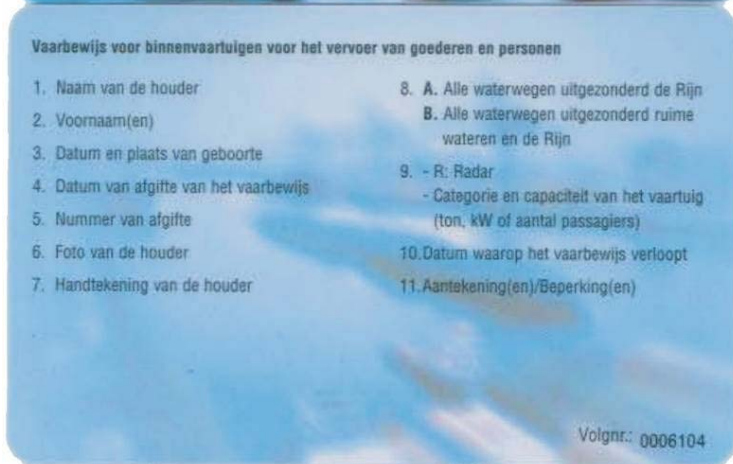 Vaarbewijs voor binnenvaartuigen voor het vervoer van goederen en personen
1. Naam van de houder
2. Voornaam(en)
3. Datum en plaats van geboorte
4. Datum van afgifte van het vaarbewijs
5. Nummer van afgifte
6. Foto van de houder
7. Handtekening van de houder
8. A. Alle waterwegen uitgezonderd de Rijn
B. Alle waterwegen uitgezonderd ruime
wateren en de Rijn
9. - R: Radar
- Categorie en capaciteit van het vaartuig
(ton, kW of aantal passagiers)
10.Datum waarop het vaarbewijs verloopt
11.Aantekening(en)/Beperking(en)
Volgnr.: 0006104